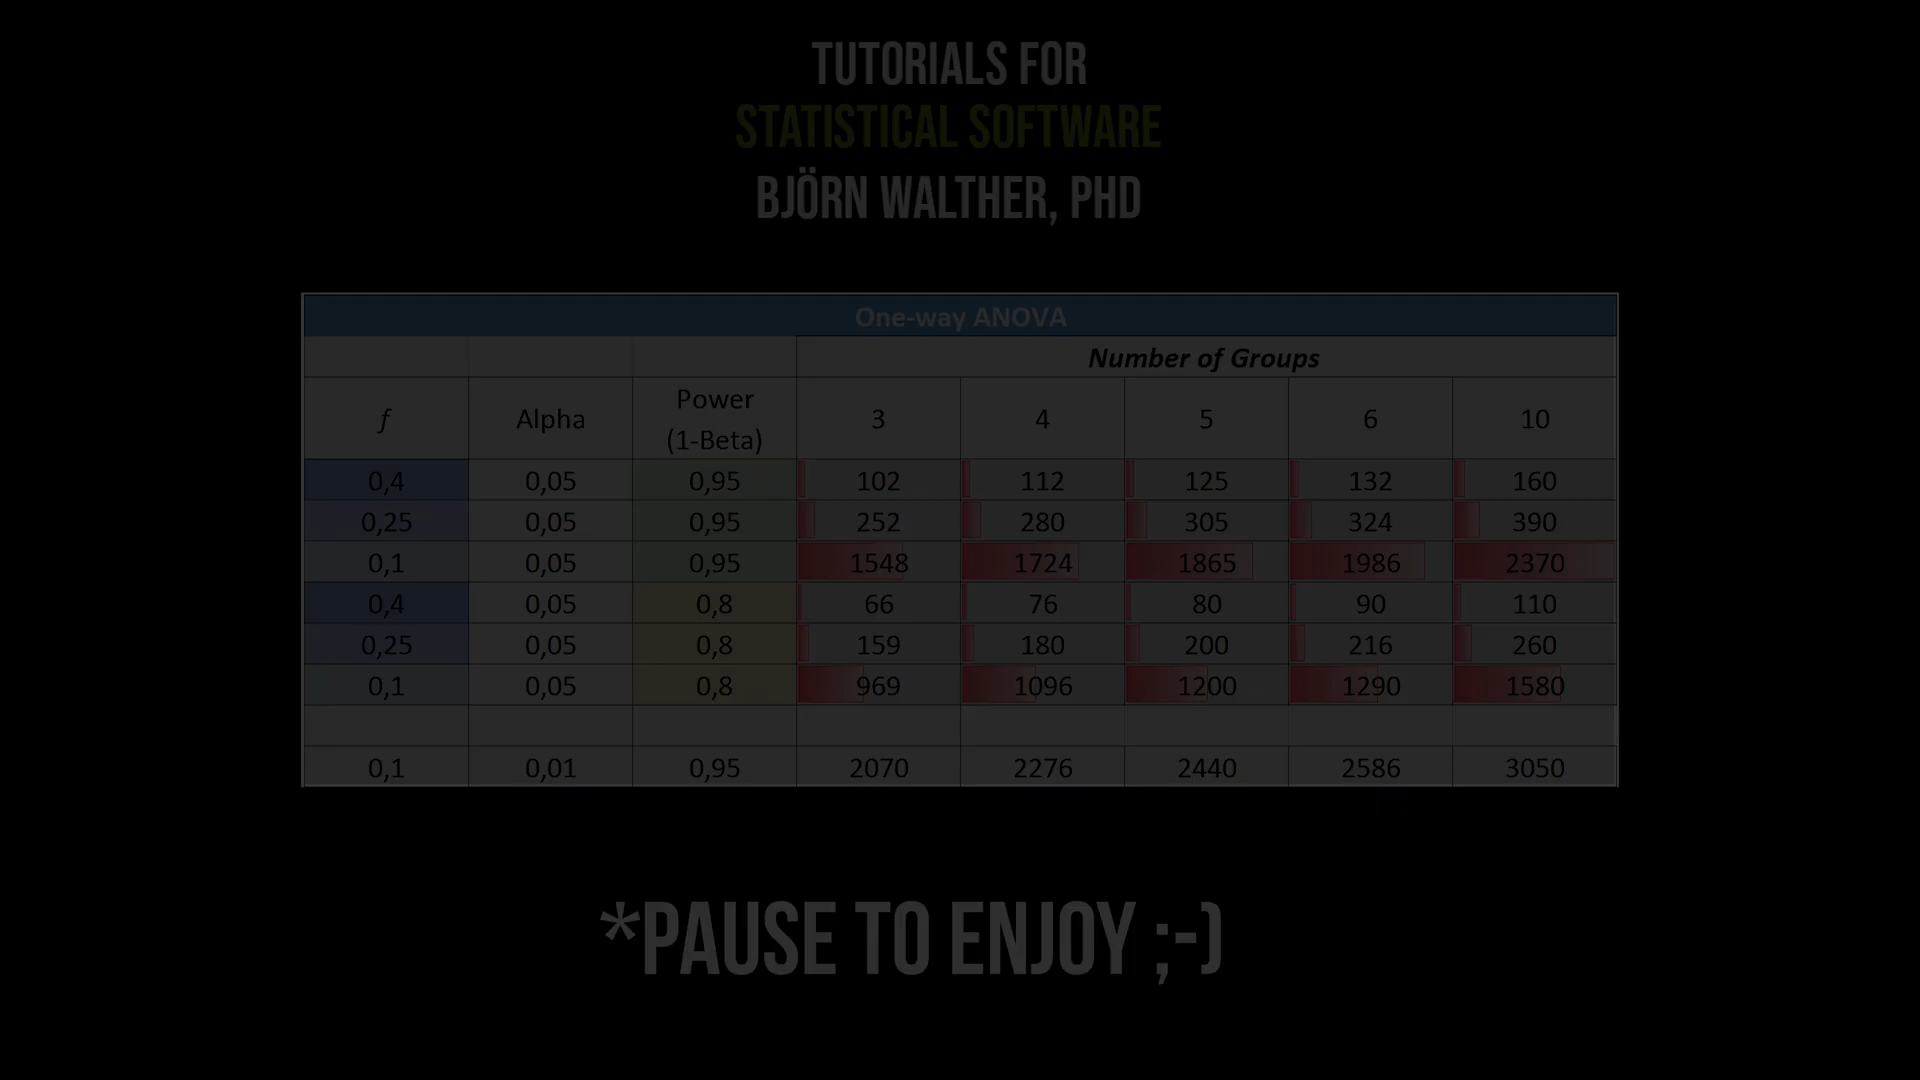 TUTORIALS FOR
STATISTICAL SOFTWARE
BJÖRN WALTHER, PHD
One-way ANOVA
Number of Groups
f Alpha Power (1-Beta) 3 4 5 6 10
0,4 0,05 0,95 102 112 125 132 160
0,25 0,05 0,95 252 280 305 324 390
0,1 0,05 0,95 1548 1724 1865 1986 2370
0,4 0,05 0,8 66 76 80 90 110
0,25 0,05 0,8 159 180 200 216 260
0,1 0,05 0,8 969 1096 1200 1290 1580
0,1 0,01 0,95 2070 2276 2440 2586 3050
*PAUSE TO ENJOY ;-)